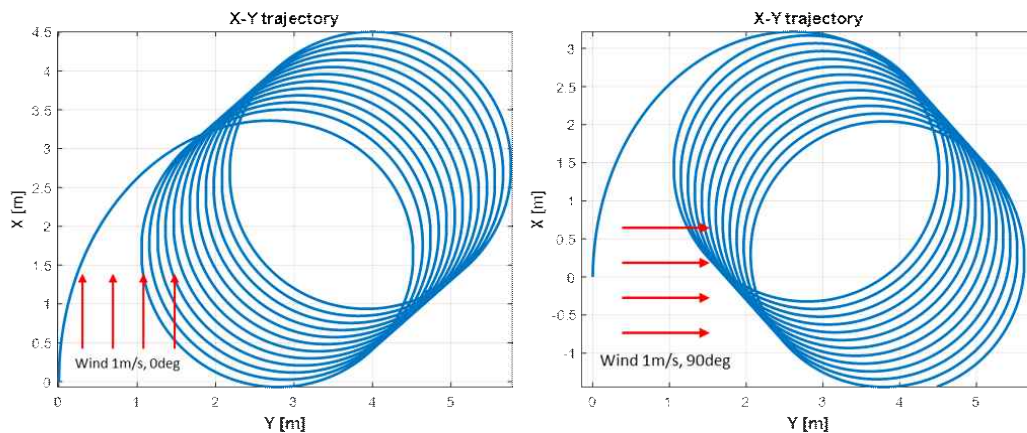 X-Y trajectory
X [m]
4.5
4
3.5
3
2.5
2
1.5
1
0.5
0
Wind 1m/s, 0deg
0 1 2 3 4 5
Y [m]
X-Y trajectory
X [m]
3
2.5
2
1.5
1
0.5
0
-0.5
-1
Wind 1m/s, 90deg
0 1 2 3 4 5
Y [m]